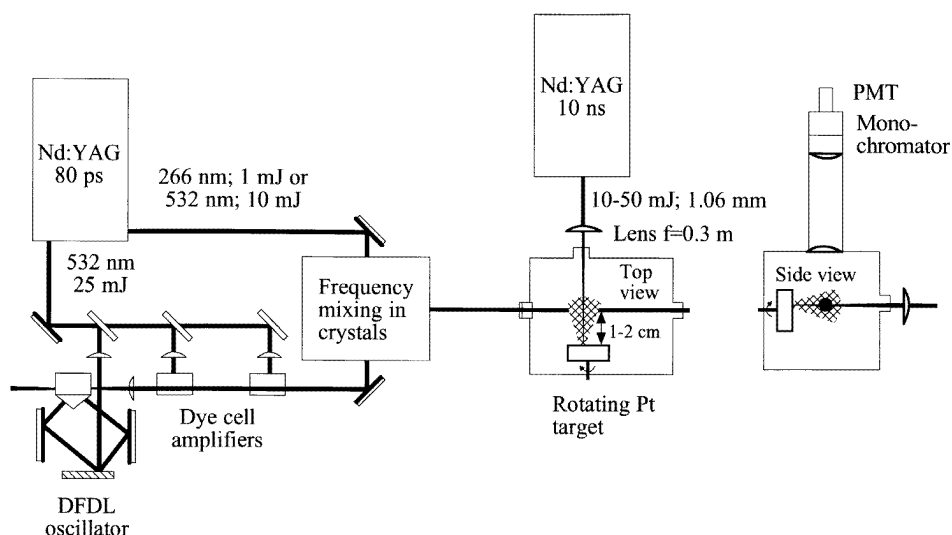 Nd:YAG
80 ps
266 nm; 1 mJ or
532 nm; 10 mJ
532 nm
25 mJ
Frequency
mixing in
crystals
Dye cell
amplifiers
DFDL
oscillator
Nd:YAG
10 ns
10-50 mJ; 1.06 mm
Lens f=0.3 m
Top
view
1-2 cm
Rotating Pt
target
PMT
Mono-
chromator
Side view